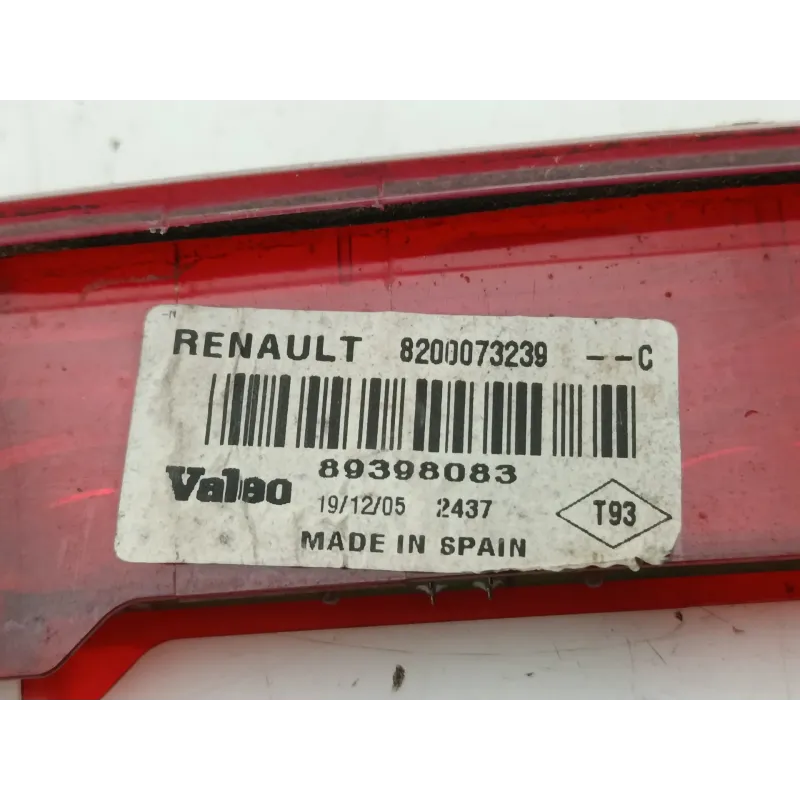 RENAULT 8200073239 --C
89398083
Valeo 19/12/05 2437 T93
MADE IN SPAIN